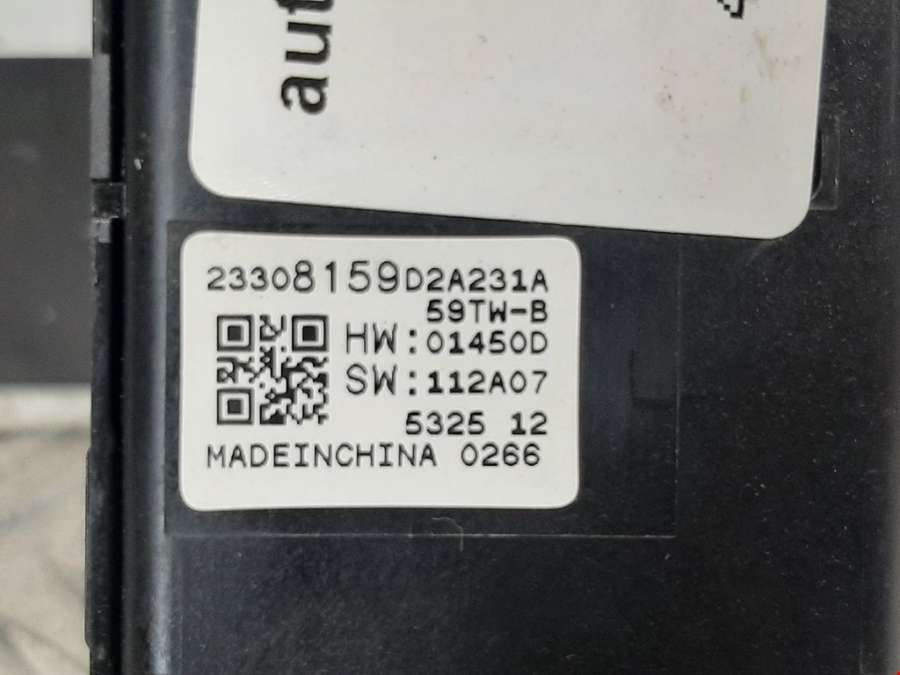 aut
23308159D2A231A
59TW-B
HW:01450D
SW:112A07
5325 12
MADEINCHINA 0266